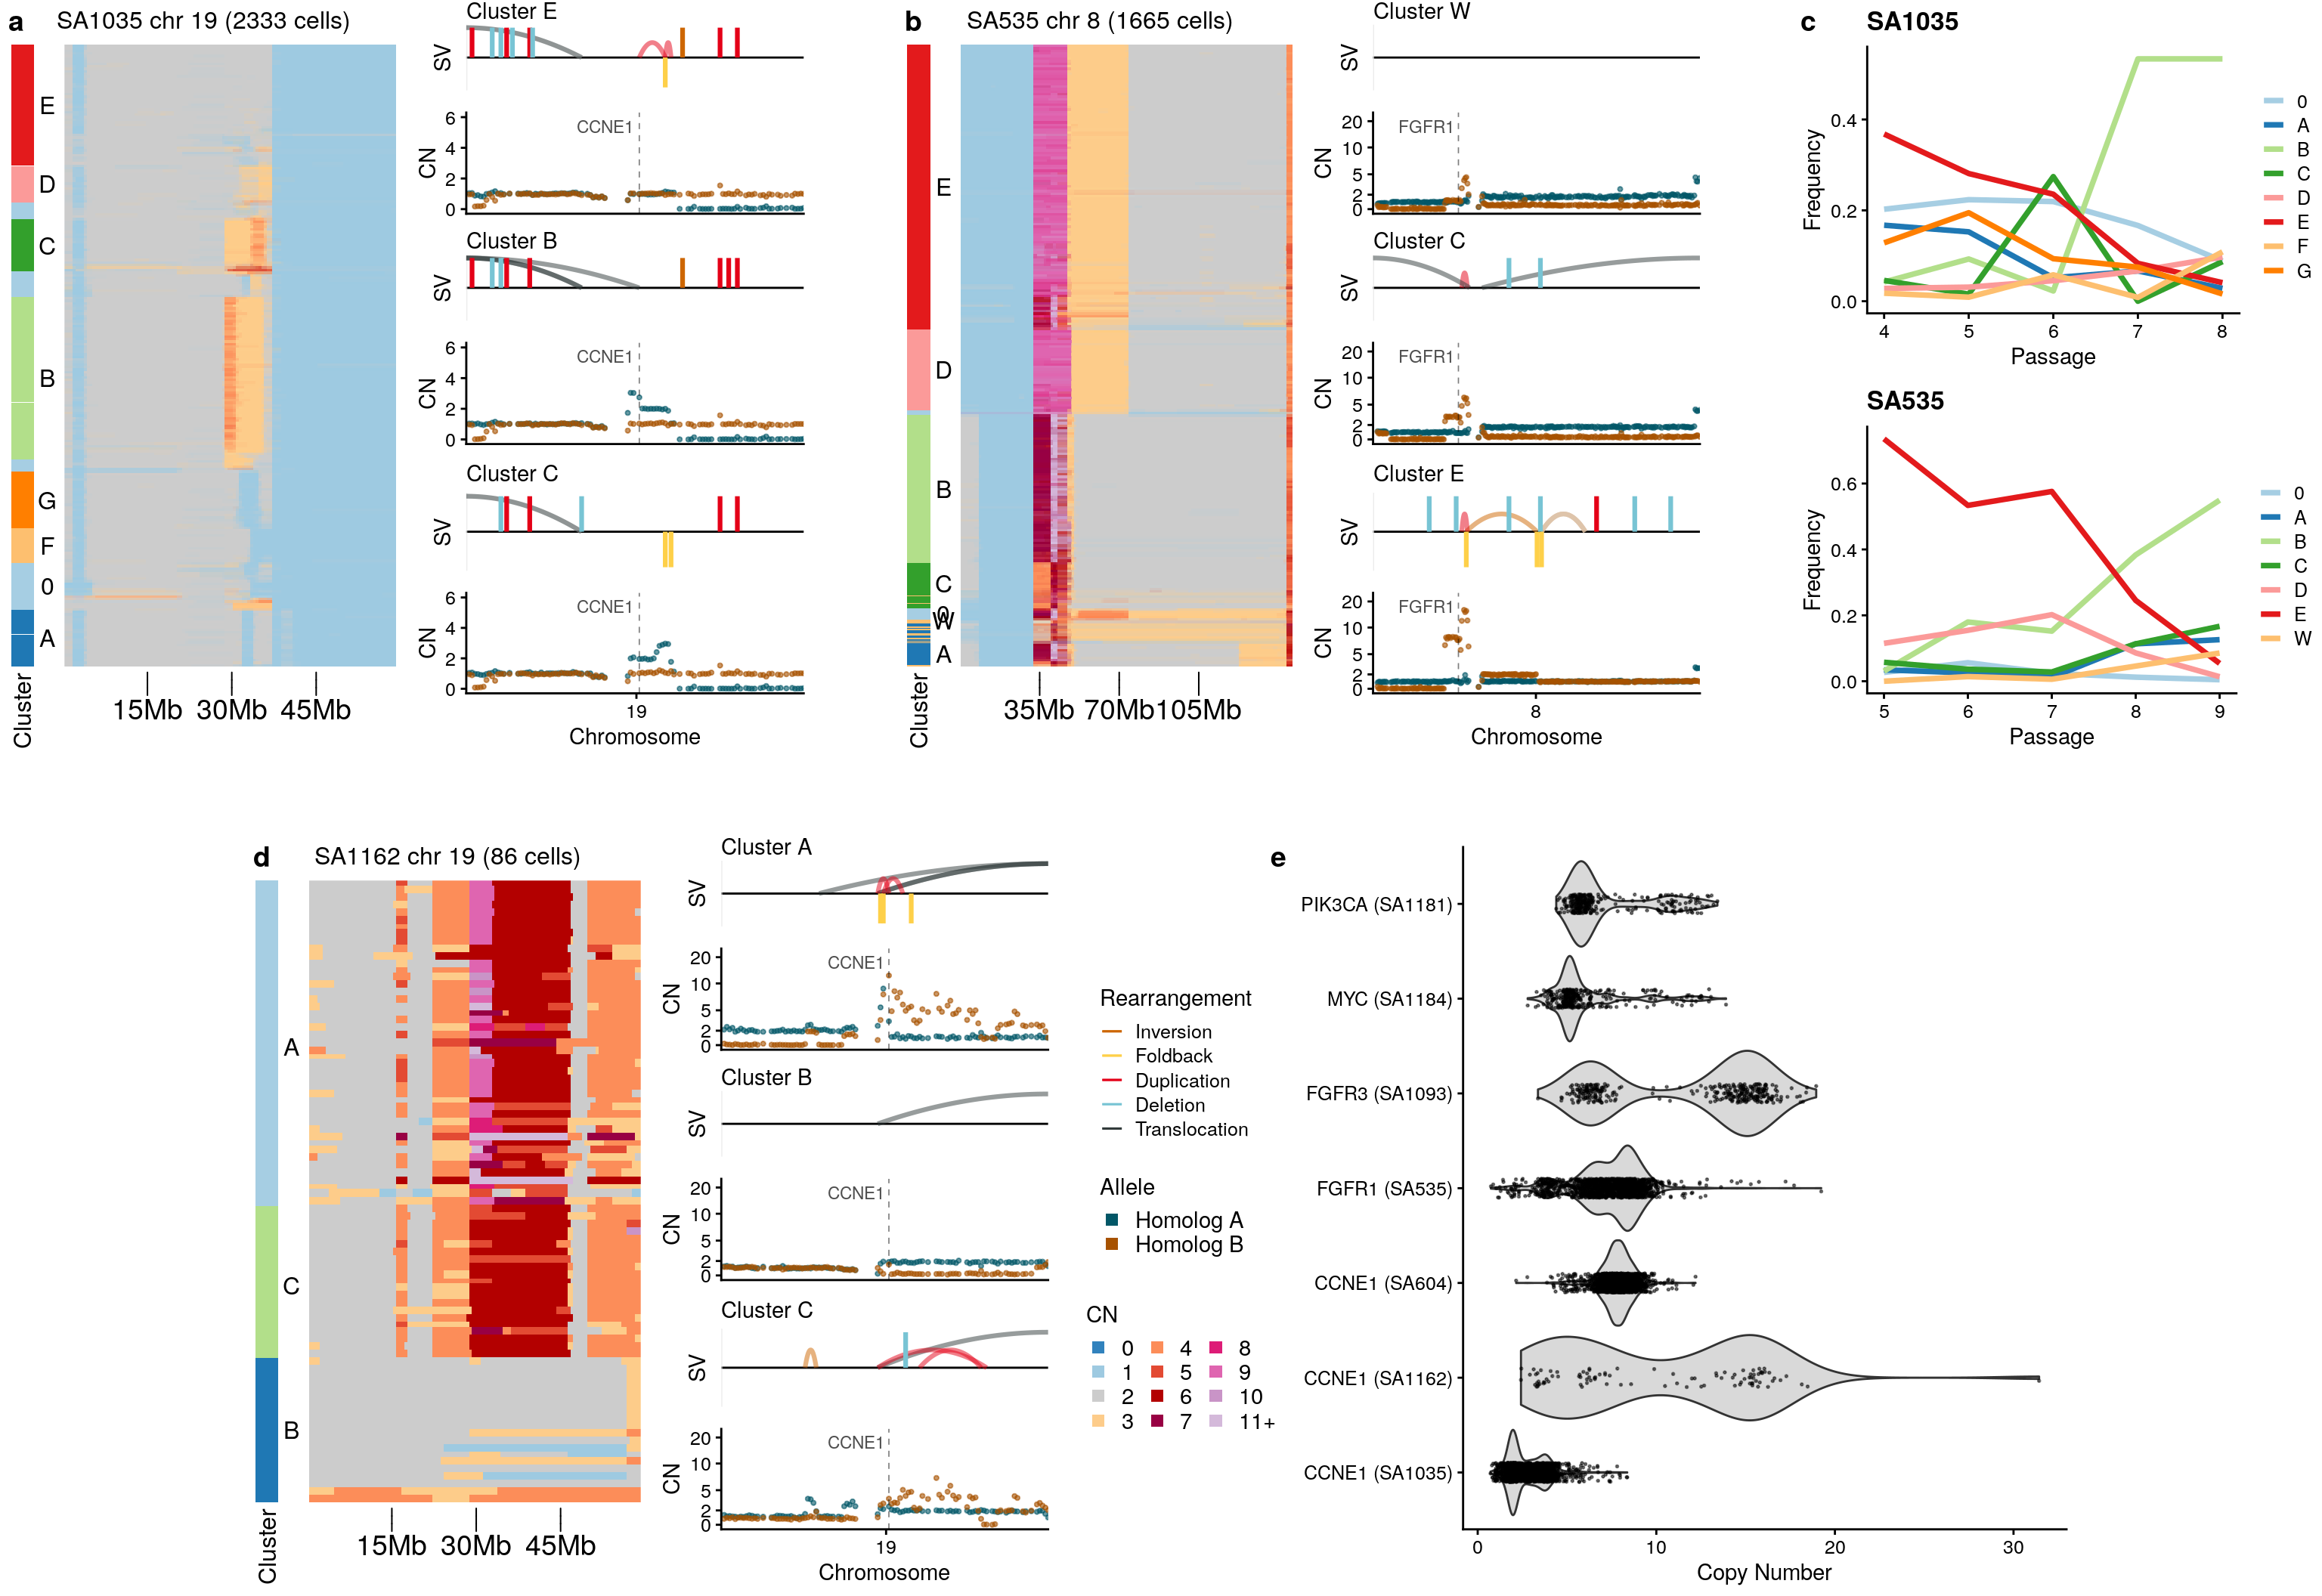 a
SA1035 chr 19 (2333 cells)
E
D
C
B
G
F
0
A
Cluster
15Mb 30Mb 45Mb
Cluster E
SV
CN
6
4
2
0
CCNE1
Cluster B
SV
CN
6
4
2
0
CCNE1
Cluster C
SV
CN
6
4
2
0
CCNE1
19
Chromosome
b
SA535 chr 8 (1665 cells)
E
D
B
C
0
W
A
Cluster
35Mb 70Mb 105Mb
Cluster W
SV
CN
20
10
5
2
0
FGFR1
Cluster C
SV
CN
20
10
5
2
0
FGFR1
Cluster E
SV
CN
20
10
5
2
0
FGFR1
8
Chromosome
c
SA1035
Frequency
0.4
0.2
0.0
4 5 6 7 8
Passage
0
A
B
C
D
E
F
G
SA535
Frequency
0.6
0.4
0.2
0.0
5 6 7 8 9
Passage
0
A
B
C
D
E
W
d
SA1162 chr 19 (86 cells)
A
C
B
Cluster
15Mb 30Mb 45Mb
Cluster A
SV
CN
20
10
5
2
0
CCNE1
Cluster B
SV
CN
20
10
5
2
0
CCNE1
Cluster C
SV
CN
20
10
5
2
0
CCNE1
19
Chromosome
Rearrangement
Inversion
Foldback
Duplication
Deletion
Translocation
Allele
Homolog A
Homolog B
CN
0 4 8
1 5 9
2 6 10
3 7 11+
e
PIK3CA (SA1181)
MYC (SA1184)
FGFR3 (SA1093)
FGFR1 (SA535)
CCNE1 (SA604)
CCNE1 (SA1162)
CCNE1 (SA1035)
0 10 20 30
Copy Number